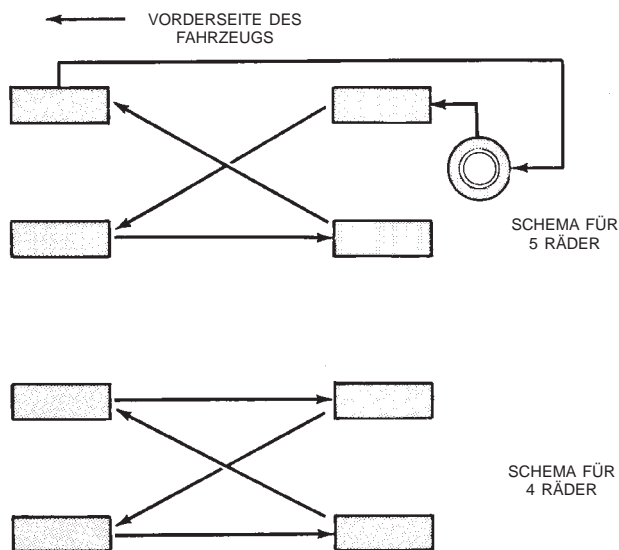 VORDERSEITE DES
FAHRZEUGS
SCHEMA FÜR
5 RÄDER
SCHEMA FÜR
4 RÄDER